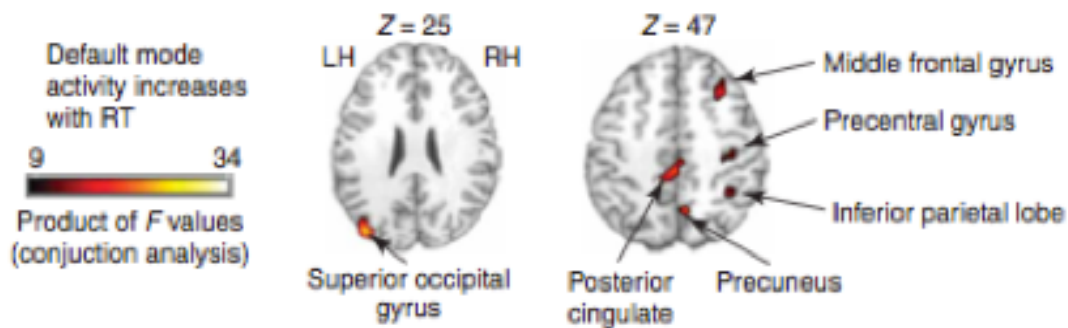 Default mode
activity increases
with RT
9 34
Product of F values
(conjuction analysis)
Z = 25
LH RH
Superior occipital
gyrus
Z = 47
Middle frontal gyrus
Precentral gyrus
Inferior parietal lobe
Posterior
cingulate
Precuneus